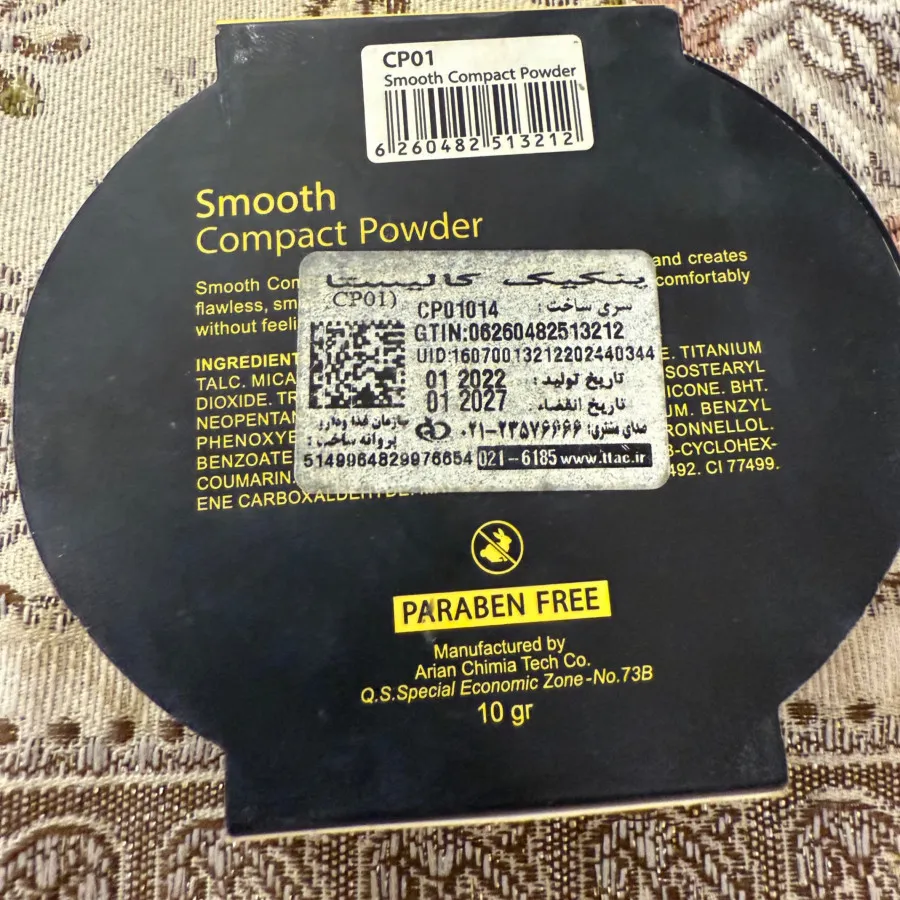 CP01
Smooth Compact Powder
6 260482 513212
Smooth
Compact Powder
Smooth Com and creates
flawless, sm comfortably
without feeli
پنکیک کالیستا
CP01)
سری ساخت: CP01014
GTIN:06260482513212
UID:16070013212202440344
تاریخ تولید: 01 2022
تاریخ انقضاء: 01 2027
صدای مشتری: ۰۲۱-۲۳۵۷۶۶۶۶
سازمان غذا و دارو
پروانه ساخت:
5149964829976654 021-6185 www.ttac.ir
INGREDIENT E. TITANIUM
TALC. MICA SOSTEARYL
DIOXIDE. TR ICONE. BHT.
NEOPENTAN UM. BENZYL
PHENOXYE RONNELLOL.
BENZOATE 3-CYCLOHEX-
COUMARIN. 492. CI 77499.
ENE CARBOXALDEHYDE.
PARABEN FREE
Manufactured by
Arian Chimia Tech Co.
Q.S.Special Economic Zone-No.73B
10 gr